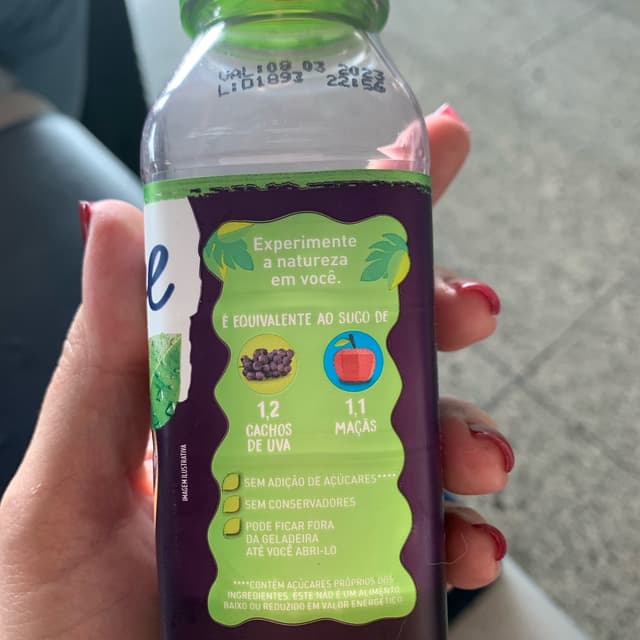 VAL:09 03 2023
L:D1893 22:56
Experimente
a natureza
em você.
É EQUIVALENTE AO SUCO DE
1,2
CACHOS
DE UVA
1,1
MAÇÃS
IMAGEM ILUSTRATIVA
SEM ADIÇÃO DE AÇÚCARES****
SEM CONSERVADORES
PODE FICAR FORA
DA GELADEIRA
ATÉ VOCÊ ABRI-LO
****CONTÉM AÇÚCARES PRÓPRIOS DOS
INGREDIENTES. ESTE NÃO É UM ALIMENTO
BAIXO OU REDUZIDO EM VALOR ENERGÉTICO.